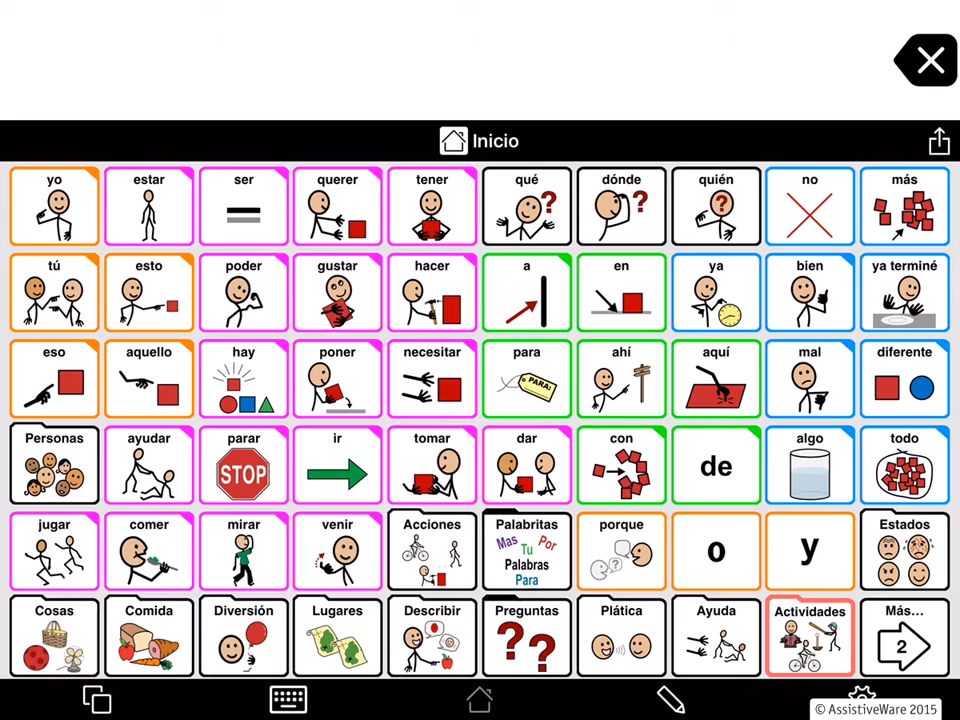 Inicio
yo estar ser querer tener qué dónde quién no más
tú esto poder gustar hacer a en ya bien ya terminé
eso aquello hay poner necesitar para ahí aquí mal diferente
PARA:
Personas ayudar parar ir tomar dar con de algo todo
STOP
jugar comer mirar venir Acciones Palabritas porque o y Estados
Mas Tu Por
Palabras
Para
Cosas Comida Diversión Lugares Describir Preguntas Plática Ayuda Actividades Más...
2
© AssistiveWare 2015